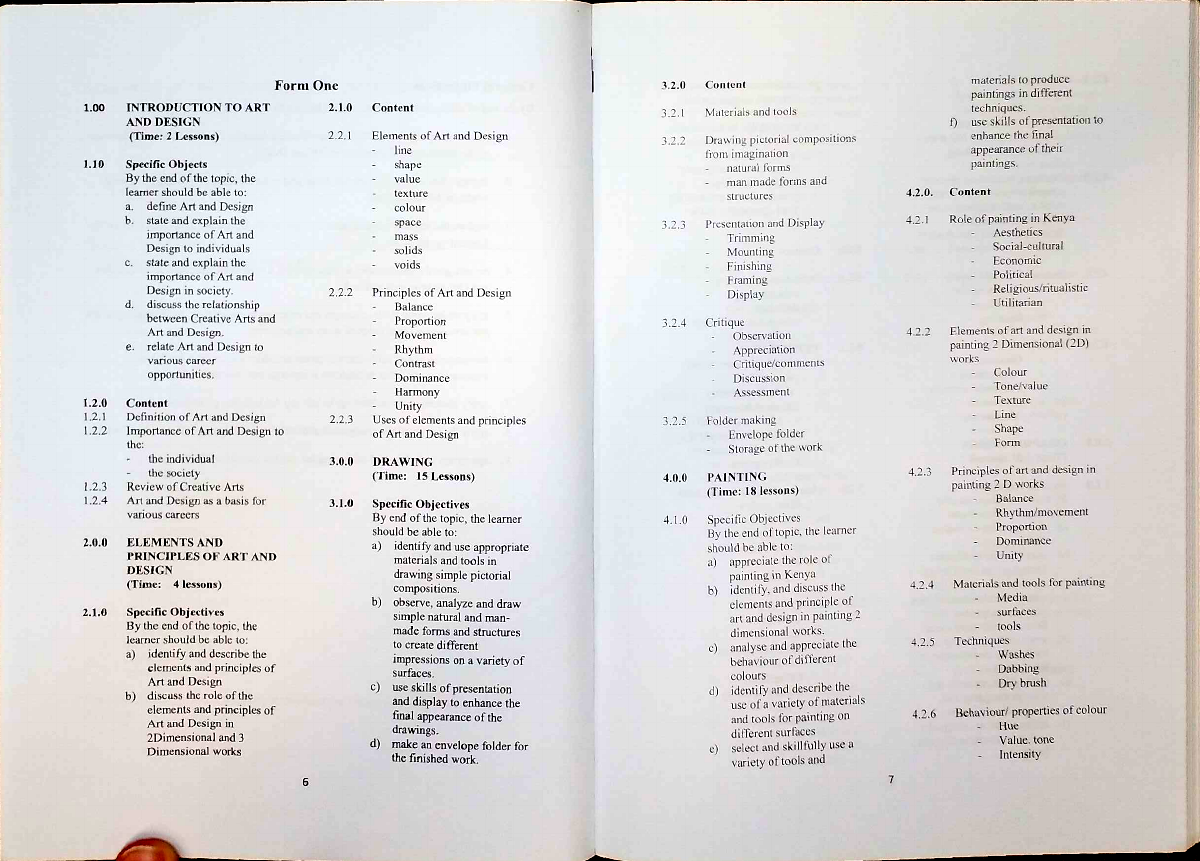 Form One
1.00 INTRODUCTION TO ART
AND DESIGN
(Time: 2 Lessons)
1.10 Specific Objects
By the end of the topic, the
learner should be able to:
a. define Art and Design
b. state and explain the
importance of Art and
Design to individuals
c. state and explain the
importance of Art and
Design in society.
d. discuss the relationship
between Creative Arts and
Art and Design.
e. relate Art and Design to
various career
opportunities.
1.2.0 Content
1.2.1 Definition of Art and Design
1.2.2 Importance of Art and Design to
the:
- the individual
- the society
1.2.3 Review of Creative Arts
1.2.4 Art and Design as a basis for
various careers
2.0.0 ELEMENTS AND
PRINCIPLES OF ART AND
DESIGN
(Time: 4 lessons)
2.1.0 Specific Objectives
By the end of the topic, the
learner should be able to:
a) identify and describe the
elements and principles of
Art and Design
b) discuss the role of the
elements and principles of
Art and Design in
2Dimensional and 3
Dimensional works
2.1.0 Content
2.2.1 Elements of Art and Design
- line
- shape
- value
- texture
- colour
- space
- mass
- solids
- voids
2.2.2 Principles of Art and Design
- Balance
- Proportion
- Movement
- Rhythm
- Contrast
- Dominance
- Harmony
- Unity
2.2.3 Uses of elements and principles
of Art and Design
3.0.0 DRAWING
(Time: 15 Lessons)
3.1.0 Specific Objectives
By end of the topic, the learner
should be able to:
a) identify and use appropriate
materials and tools in
drawing simple pictorial
compositions.
b) observe, analyze and draw
simple natural and man-
made forms and structures
to create different
impressions on a variety of
surfaces.
c) use skills of presentation
and display to enhance the
final appearance of the
drawings.
d) make an envelope folder for
the finished work.
6
3.2.0 Content
3.2.1 Materials and tools
3.2.2 Drawing pictorial compositions
from imagination
- natural forms
- man made forms and
structures
3.2.3 Presentation and Display
- Trimming
- Mounting
- Finishing
- Framing
- Display
3.2.4 Critique
- Observation
- Appreciation
- Critique/comments
- Discussion
- Assessment
3.2.5 Folder making
- Envelope folder
- Storage of the work
4.0.0 PAINTING
(Time: 18 lessons)
4.1.0 Specific Objectives
By the end of topic, the learner
should be able to:
a) appreciate the role of
painting in Kenya
b) identify, and discuss the
elements and principle of
art and design in painting 2
dimensional works.
c) analyse and appreciate the
behaviour of different
colours
d) identify and describe the
use of a variety of materials
and tools for painting on
different surfaces
e) select and skillfully use a
variety of tools and
materials to produce
paintings in different
techniques.
f) use skills of presentation to
enhance the final
appearance of their
paintings.
4.2.0. Content
4.2.1 Role of painting in Kenya
- Aesthetics
- Social-cultural
- Economic
- Political
- Religious/ritualistic
- Utilitarian
4.2.2 Elements of art and design in
painting 2 Dimensional (2D)
works
- Colour
- Tone/value
- Texture
- Line
- Shape
- Form
4.2.3 Principles of art and design in
painting 2 D works
- Balance
- Rhythm/movement
- Proportion
- Dominance
- Unity
4.2.4 Materials and tools for painting
- Media
- surfaces
- tools
4.2.5 Techniques
- Washes
- Dabbing
- Dry brush
4.2.6 Behaviour/ properties of colour
- Hue
- Value. tone
- Intensity
7